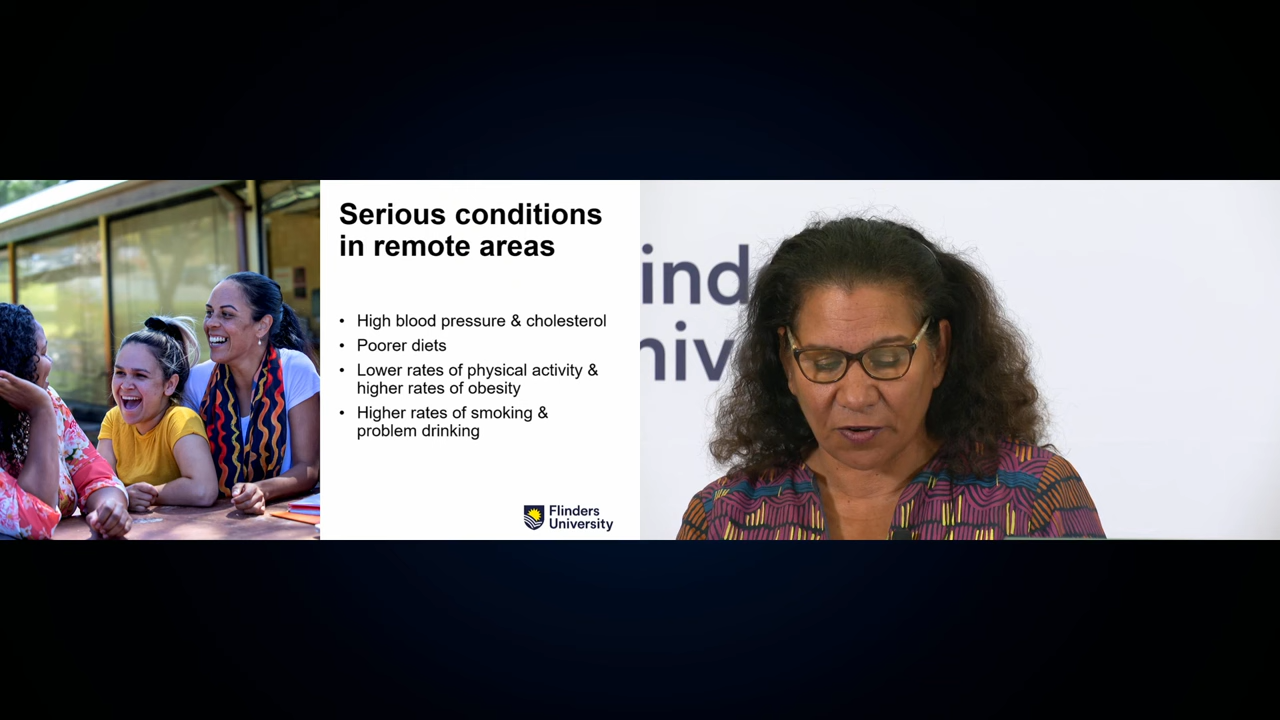 Serious conditions
in remote areas
• High blood pressure & cholesterol
• Poorer diets
• Lower rates of physical activity &
higher rates of obesity
• Higher rates of smoking &
problem drinking
Flinders
University
ind
niv